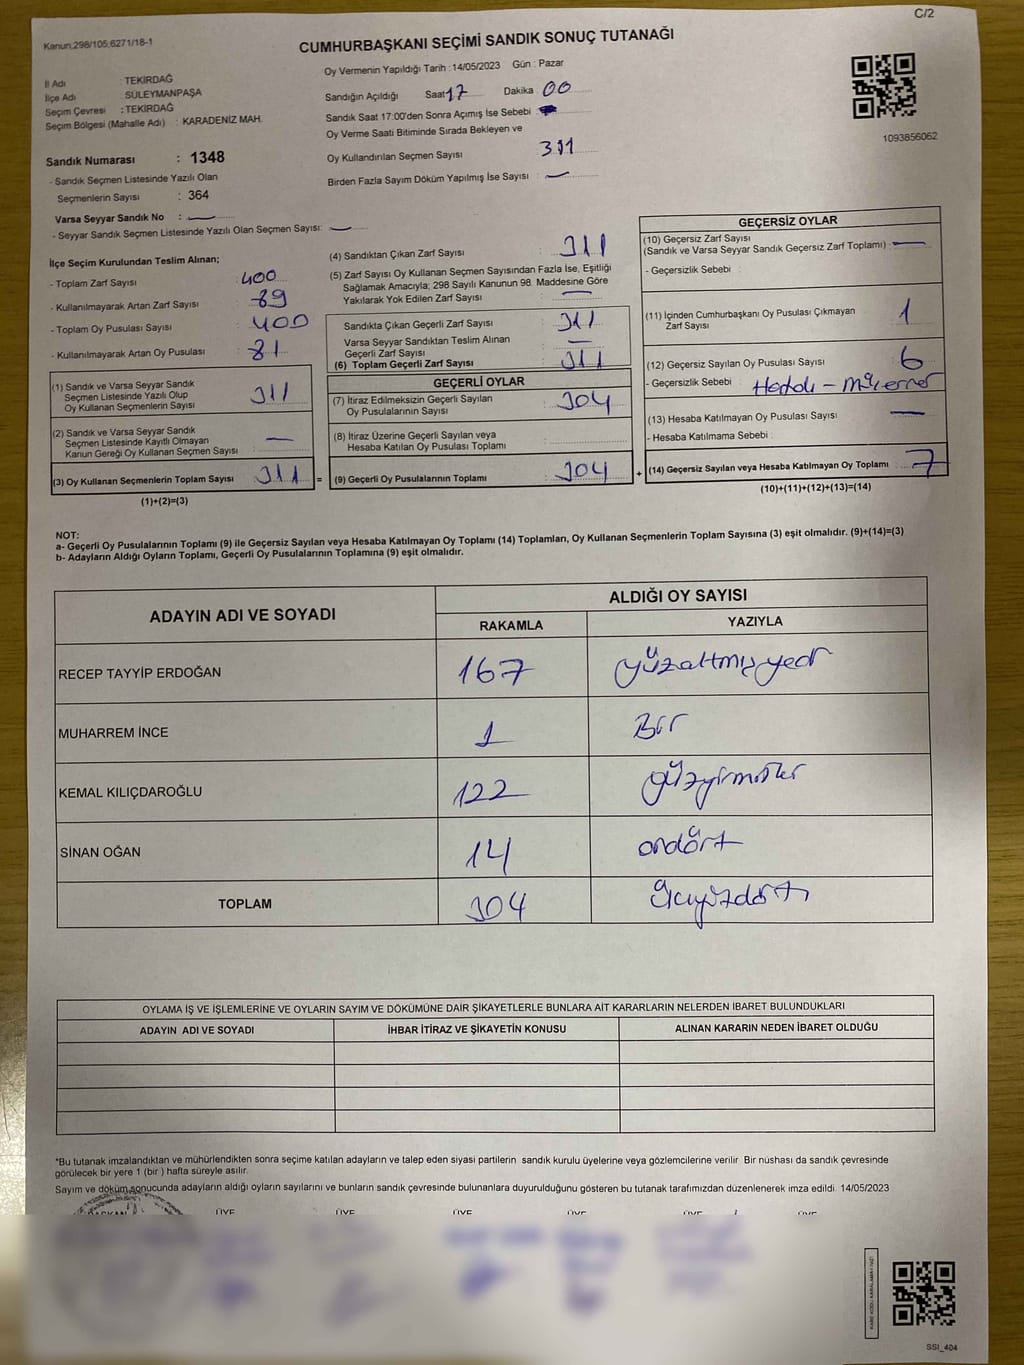 C/2
Kanun;298/105;6271/18-1
CUMHURBAŞKANI SEÇİMİ SANDIK SONUÇ TUTANAĞI
İl Adı : TEKİRDAĞ
İlçe Adı : SÜLEYMANPAŞA
Seçim Çevresi : TEKİRDAĞ
Seçim Bölgesi (Mahalle Adı) : KARADENİZ MAH.
Oy Vermenin Yapıldığı Tarih : 14/05/2023 Gün : Pazar
Sandığın Açıldığı Saat 17 Dakika 00
Sandık Saat 17:00'den Sonra Açımış İse Sebebi :
Oy Verme Saati Bitiminde Sırada Bekleyen ve
Oy Kullandırılan Seçmen Sayısı : 311
Birden Fazla Sayım Döküm Yapılmış İse Sayısı : —
1093856062
Sandık Numarası : 1348
- Sandık Seçmen Listesinde Yazılı Olan
Seçmenlerin Sayısı : 364
Varsa Seyyar Sandık No : —
- Seyyar Sandık Seçmen Listesinde Yazılı Olan Seçmen Sayısı: —
İlçe Seçim Kurulundan Teslim Alınan;
- Toplam Zarf Sayısı : 400
- Kullanılmayarak Artan Zarf Sayısı : 89
- Toplam Oy Pusulası Sayısı : 400
- Kullanılmayarak Artan Oy Pusulası : 81
(1) Sandık ve Varsa Seyyar Sandık
Seçmen Listesinde Yazılı Olup
Oy Kullanan Seçmenlerin Sayısı : 311
(2) Sandık ve Varsa Seyyar Sandık
Seçmen Listesinde Kayıtlı Olmayan
Kanun Gereği Oy Kullanan Seçmen Sayısı : —
(3) Oy Kullanan Seçmenlerin Toplam Sayısı : 311 =
(1)+(2)=(3)
(4) Sandıktan Çıkan Zarf Sayısı : 311
(5) Zarf Sayısı Oy Kullanan Seçmen Sayısından Fazla İse, Eşitliği
Sağlamak Amacıyla; 298 Sayılı Kanunun 98. Maddesine Göre
Yakılarak Yok Edilen Zarf Sayısı : —
Sandıkta Çıkan Geçerli Zarf Sayısı : 311
Varsa Seyyar Sandıktan Teslim Alınan
Geçerli Zarf Sayısı : —
(6) Toplam Geçerli Zarf Sayısı : 311
GEÇERLİ OYLAR
(7) İtiraz Edilmeksizin Geçerli Sayılan
Oy Pusulalarının Sayısı : 304
(8) İtiraz Üzerine Geçerli Sayılan veya
Hesaba Katılan Oy Pusulası Toplamı :
(9) Geçerli Oy Pusulalarının Toplamı : 304 +
GEÇERSİZ OYLAR
(10) Geçersiz Zarf Sayısı
(Sandık ve Varsa Seyyar Sandık Geçersiz Zarf Toplamı) : —
- Geçersizlik Sebebi :
(11) İçinden Cumhurbaşkanı Oy Pusulası Çıkmayan
Zarf Sayısı : 1
(12) Geçersiz Sayılan Oy Pusulası Sayısı : 6
- Geçersizlik Sebebi :
(13) Hesaba Katılmayan Oy Pusulası Sayısı : —
- Hesaba Katılmama Sebebi :
(14) Geçersiz Sayılan veya Hesaba Katılmayan Oy Toplamı : 7
(10)+(11)+(12)+(13)=(14)
NOT:
a- Geçerli Oy Pusulalarının Toplamı (9) ile Geçersiz Sayılan veya Hesaba Katılmayan Oy Toplamı (14) Toplamları, Oy Kullanan Seçmenlerin Toplam Sayısına (3) eşit olmalıdır. (9)+(14)=(3)
b- Adayların Aldığı Oyların Toplamı, Geçerli Oy Pusulalarının Toplamına (9) eşit olmalıdır.
ADAYIN ADI VE SOYADI ALDIĞI OY SAYISI
RAKAMLA YAZIYLA
RECEP TAYYİP ERDOĞAN 167 yüzaltmışyedi
MUHARREM İNCE 1 Bir
KEMAL KILIÇDAROĞLU 122 yüzyirmiiki
SİNAN OĞAN 14 ondört
TOPLAM 304
OYLAMA İŞ VE İŞLEMLERİNE VE OYLARIN SAYIM VE DÖKÜMÜNE DAİR ŞİKAYETLERLE BUNLARA AİT KARARLARIN NELERDEN İBARET BULUNDUKLARI
ADAYIN ADI VE SOYADI İHBAR İTİRAZ VE ŞİKAYETİN KONUSU ALINAN KARARIN NEDEN İBARET OLDUĞU
*Bu tutanak imzalandıktan ve mühürlendikten sonra seçime katılan adayların ve talep eden siyasi partilerin sandık kurulu üyelerine veya gözlemcilerine verilir. Bir nüshası da sandık çevresinde
görülecek bir yere 1 (bir ) hafta süreyle asılır.
Sayım ve döküm sonucunda adayların aldığı oyların sayılarını ve bunların sandık çevresinde bulunanlara duyurulduğunu gösteren bu tutanak tarafımızdan düzenlenerek imza edildi. 14/05/2023
BAŞKAN ÜYE ÜYE ÜYE ÜYE ÜYE ÜYE
SSI_404